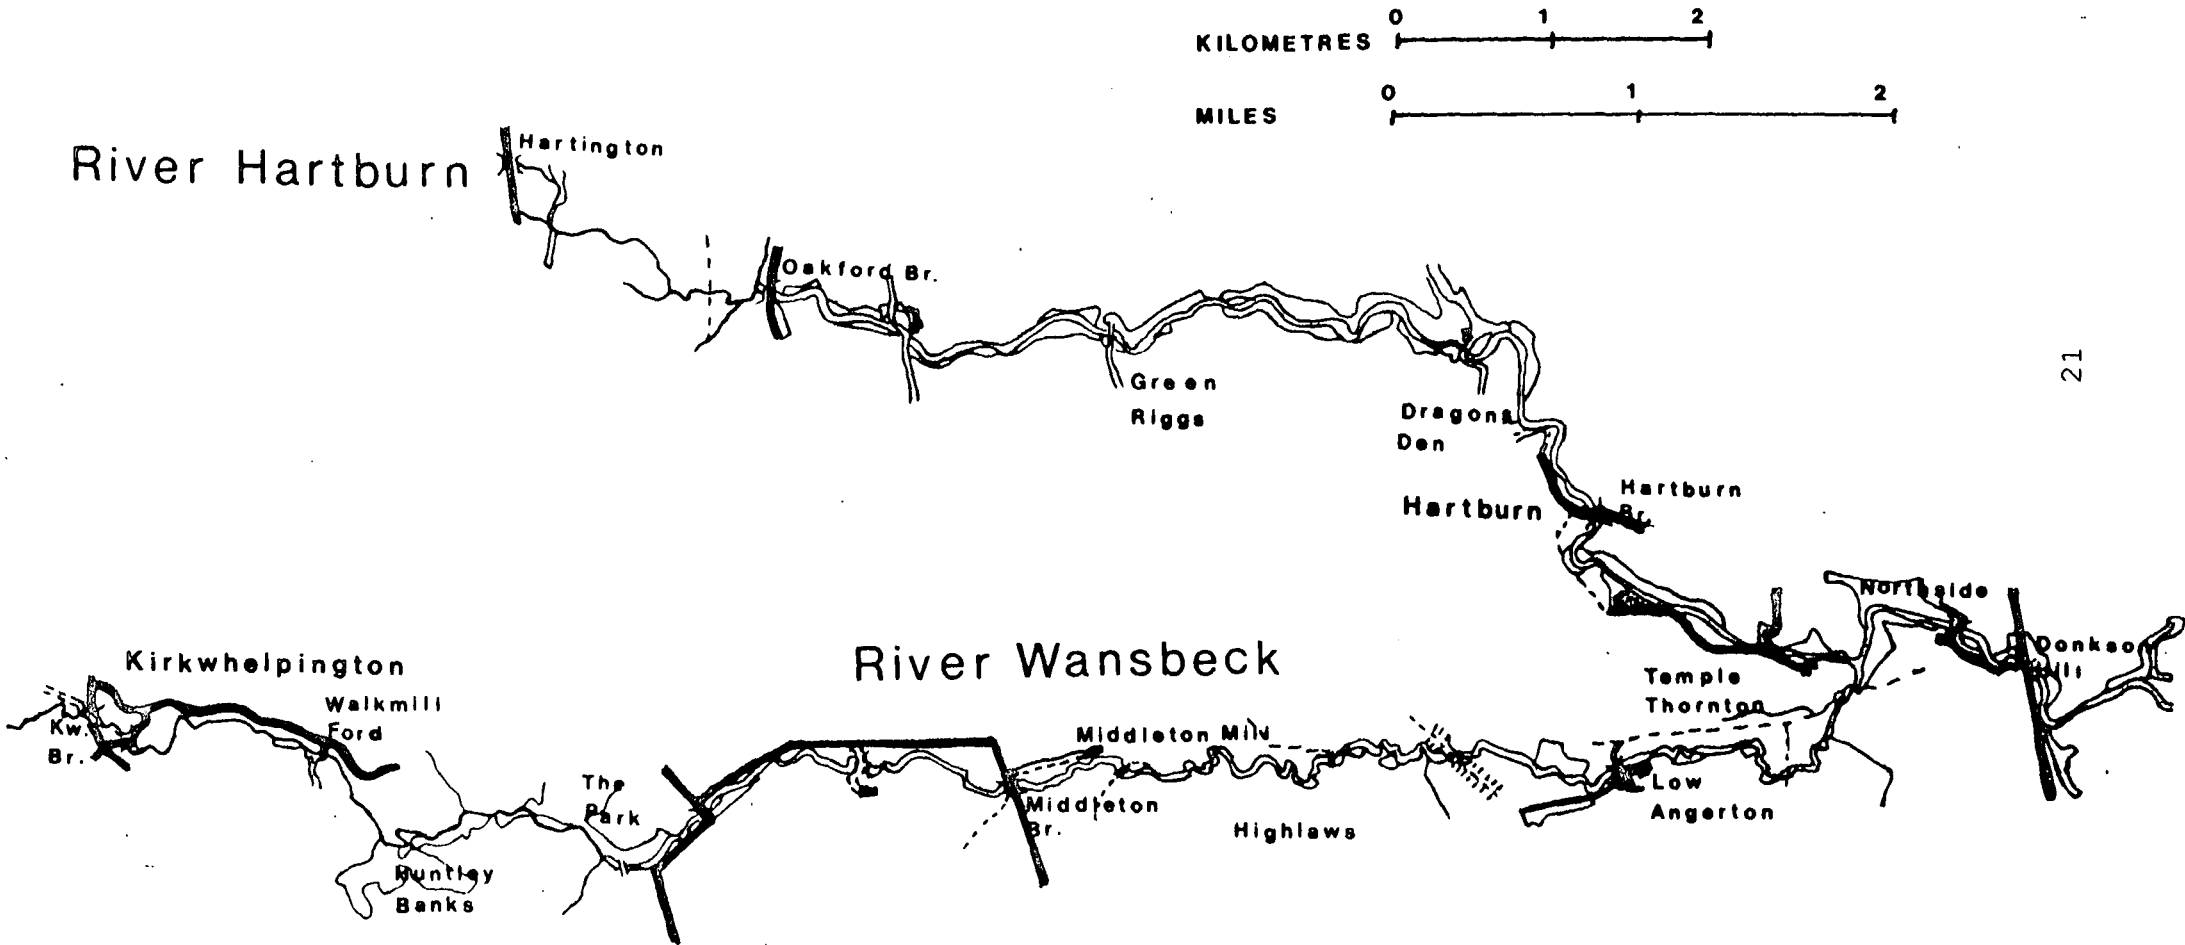 0 1 2
KILOMETRES
0 1 2
MILES
River Hartburn
Hartington
Oakford Br.
Green
Riggs
Dragons
Den
21
Hartburn
Hartburn
Br.
Northside
Kirkwhelpington
River Wansbeck
Walkmill
Ford
Kw.
Br.
The
Park
Huntley
Banks
Middleton Mill
Middleton
Br.
Highlaws
Temple
Thornton
Low
Angerton
Donkso